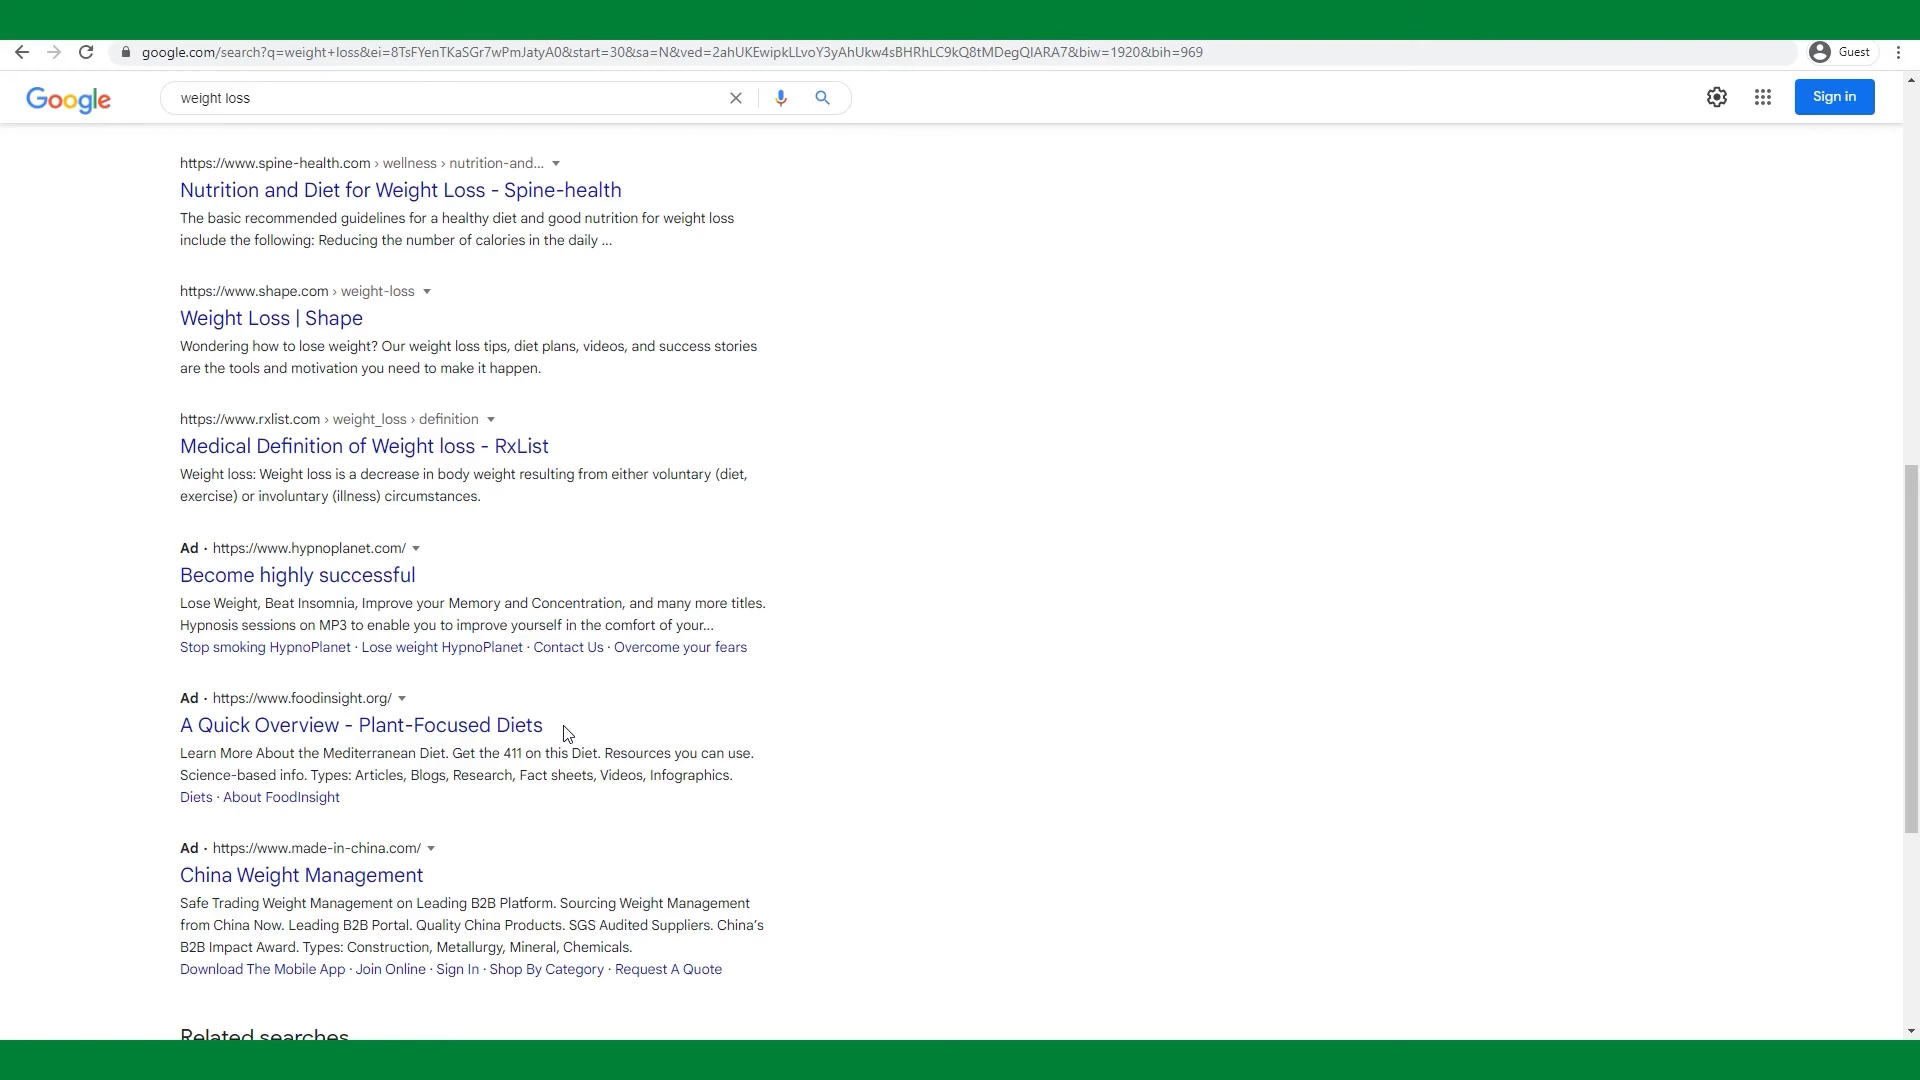 google.com/search?q=weight+loss&ei=8TsFYenTKaSGr7wPmJatyA0&start=30&sa=N&ved=2ahUKEwipkLLvoY3yAhUkw4sBHRhLC9kQ8tMDegQIARA7&biw=1920&bih=969
Guest
Google
weight loss
Sign in
https://www.spine-health.com › wellness › nutrition-and...
Nutrition and Diet for Weight Loss - Spine-health
The basic recommended guidelines for a healthy diet and good nutrition for weight loss
include the following: Reducing the number of calories in the daily ...
https://www.shape.com › weight-loss
Weight Loss | Shape
Wondering how to lose weight? Our weight loss tips, diet plans, videos, and success stories
are the tools and motivation you need to make it happen.
https://www.rxlist.com › weight_loss › definition
Medical Definition of Weight loss - RxList
Weight loss: Weight loss is a decrease in body weight resulting from either voluntary (diet,
exercise) or involuntary (illness) circumstances.
Ad · https://www.hypnoplanet.com/
Become highly successful
Lose Weight, Beat Insomnia, Improve your Memory and Concentration, and many more titles.
Hypnosis sessions on MP3 to enable you to improve yourself in the comfort of your...
Stop smoking HypnoPlanet · Lose weight HypnoPlanet · Contact Us · Overcome your fears
Ad · https://www.foodinsight.org/
A Quick Overview - Plant-Focused Diets
Learn More About the Mediterranean Diet. Get the 411 on this Diet. Resources you can use.
Science-based info. Types: Articles, Blogs, Research, Fact sheets, Videos, Infographics.
Diets · About FoodInsight
Ad · https://www.made-in-china.com/
China Weight Management
Safe Trading Weight Management on Leading B2B Platform. Sourcing Weight Management
from China Now. Leading B2B Portal. Quality China Products. SGS Audited Suppliers. China's
B2B Impact Award. Types: Construction, Metallurgy, Mineral, Chemicals.
Download The Mobile App · Join Online · Sign In · Shop By Category · Request A Quote
Related searches